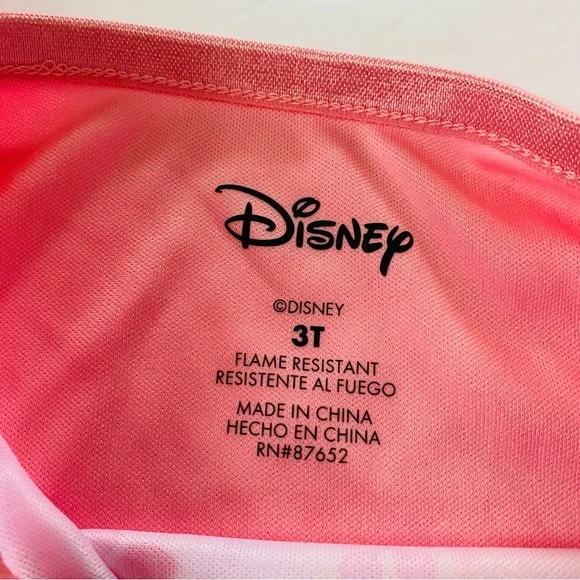 Disney
©DISNEY
3T
FLAME RESISTANT
RESISTENTE AL FUEGO
MADE IN CHINA
HECHO EN CHINA
RN#87652